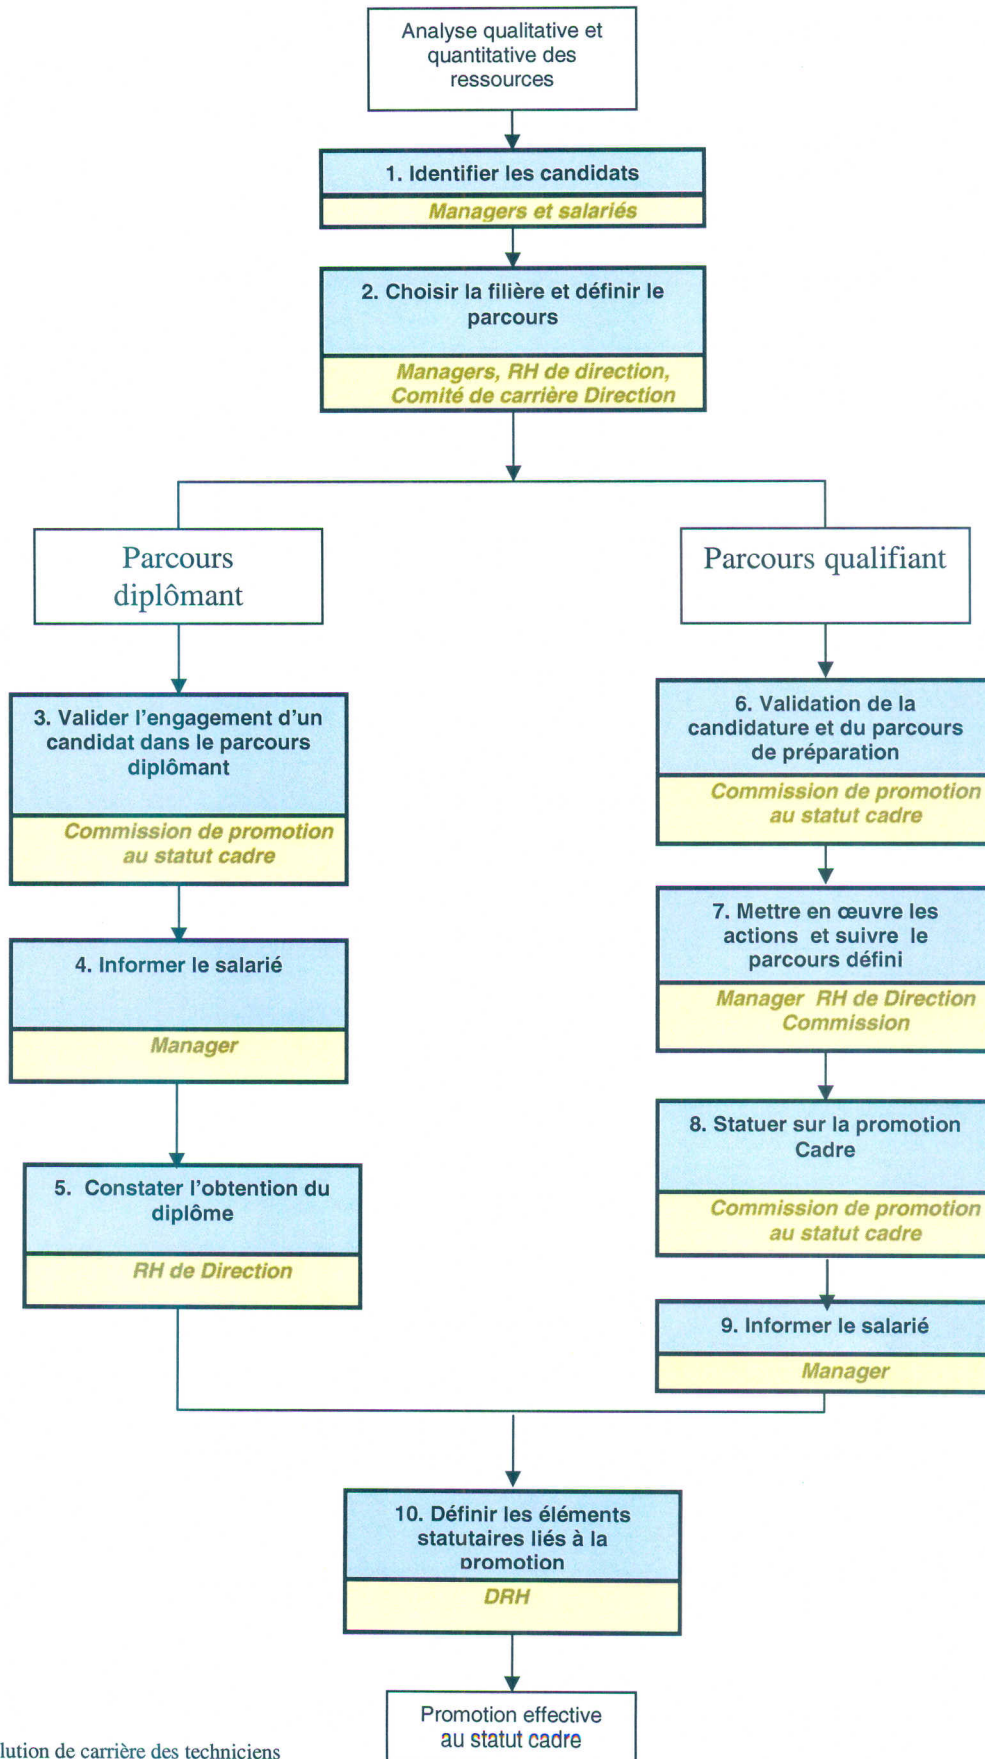 Analyse qualitative et
quantitative des
ressources
1. Identifier les candidats
Managers et salariés
2. Choisir la filière et définir le
parcours
Managers, RH de direction,
Comité de carrière Direction
Parcours
diplômant
Parcours qualifiant
3. Valider l'engagement d'un
candidat dans le parcours
diplômant
Commission de promotion
au statut cadre
4. Informer le salarié
Manager
5. Constater l'obtention du
diplôme
RH de Direction
6. Validation de la
candidature et du parcours
de préparation
Commission de promotion
au statut cadre
7. Mettre en œuvre les
actions et suivre le
parcours défini
Manager RH de Direction
Commission
8. Statuer sur la promotion
Cadre
Commission de promotion
au statut cadre
9. Informer le salarié
Manager
10. Définir les éléments
statutaires liés à la
promotion
DRH
Promotion effective
au statut cadre
lution de carrière des techniciens